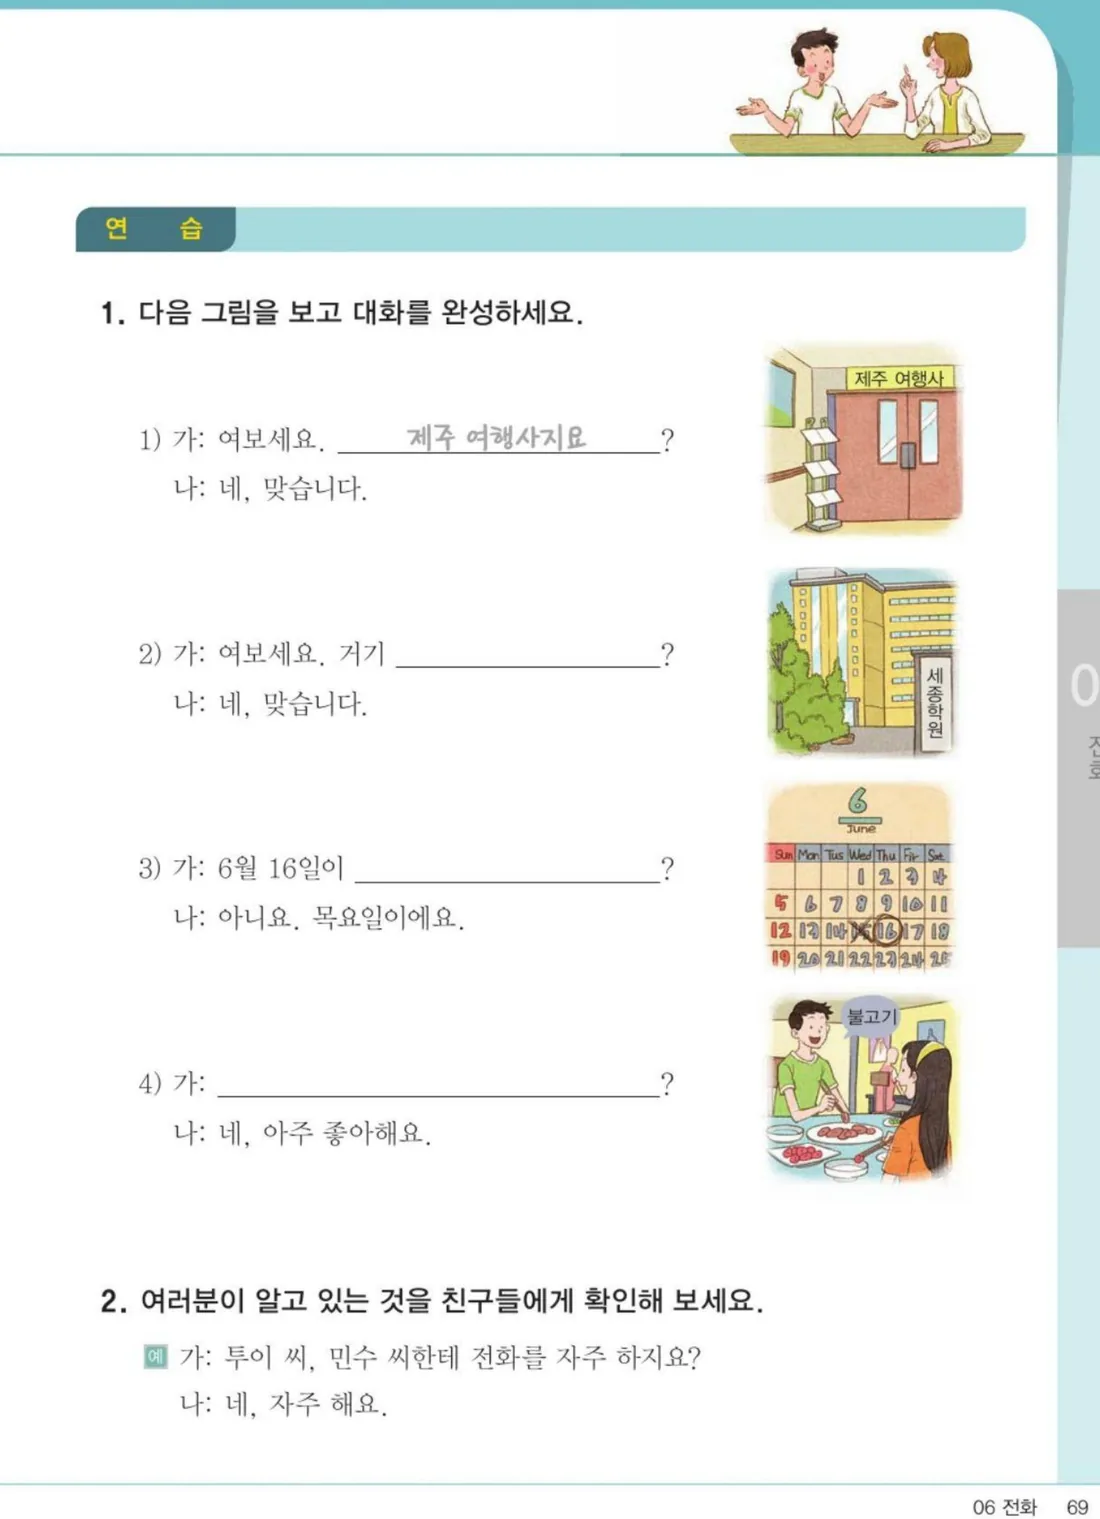 연 습
1. 다음 그림을 보고 대화를 완성하세요.
제주 여행사
1) 가: 여보세요. 제주 여행사지요?
나: 네, 맞습니다.
2) 가: 여보세요. 거기 ?
나: 네, 맞습니다.
세종학원
3) 가: 6월 16일이 ?
나: 아니요. 목요일이에요.
6
June
Sun Mon Tue Wed Thu Fir Sat
1 2 3 4
5 6 7 8 9 10 11
12 13 14 15 16 17 18
19 20 21 22 23 24 25
4) 가: ?
나: 네, 아주 좋아해요.
불고기
2. 여러분이 알고 있는 것을 친구들에게 확인해 보세요.
예 가: 투이 씨, 민수 씨한테 전화를 자주 하지요?
나: 네, 자주 해요.
06 전화 69